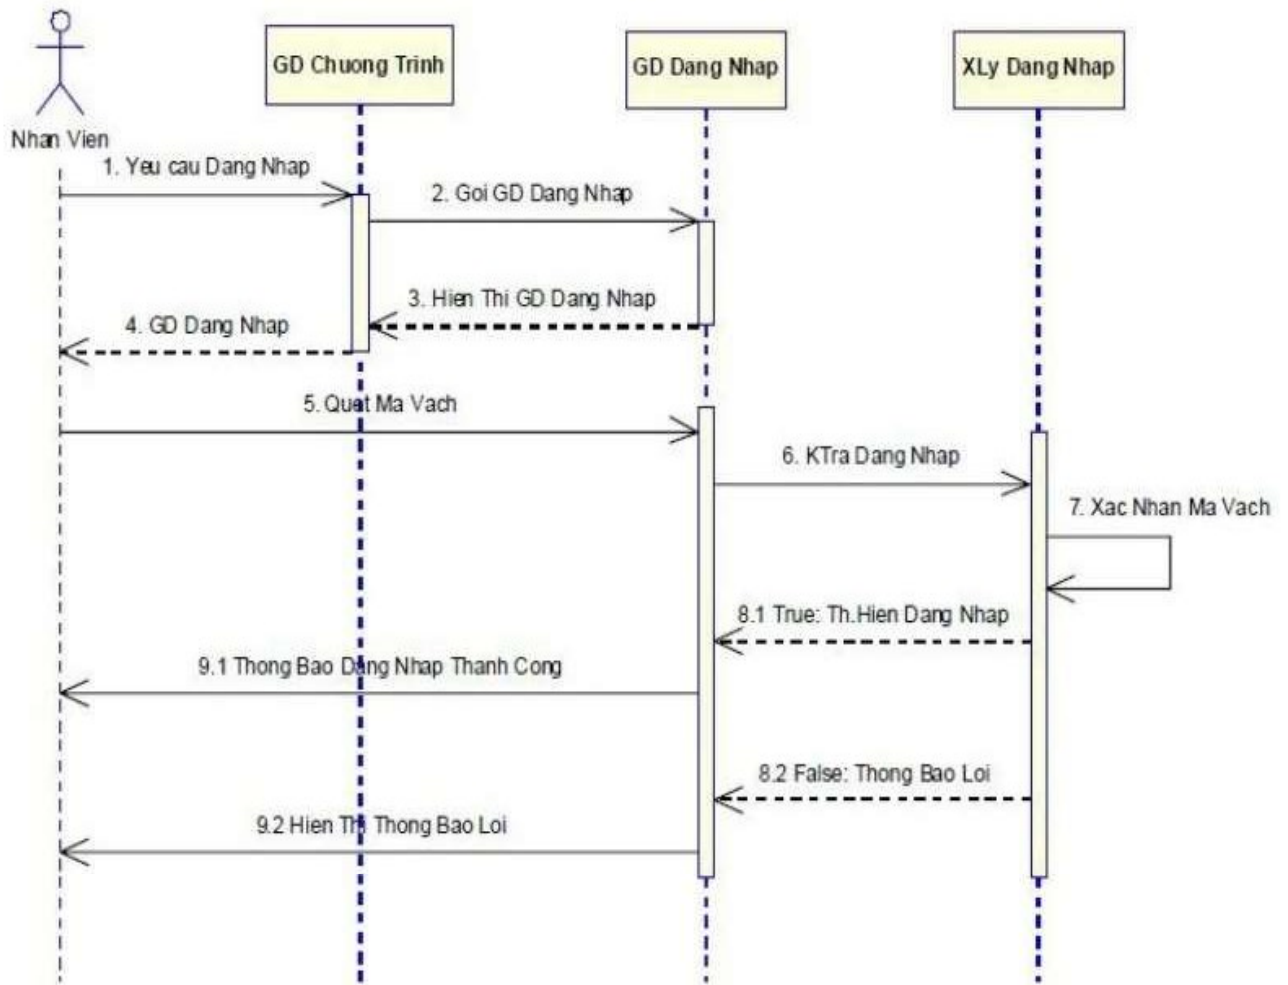 GD Chuong Trinh
GD Dang Nhap
XLy Dang Nhap
Nhan Vien
1. Yeu cau Dang Nhap
2. Goi GD Dang Nhap
3. Hien Thi GD Dang Nhap
4. GD Dang Nhap
5. Quet Ma Vach
6. KTra Dang Nhap
7. Xac Nhan Ma Vach
8.1 True: Th.Hien Dang Nhap
9.1 Thong Bao Dang Nhap Thanh Cong
8.2 False: Thong Bao Loi
9.2 Hien Thi Thong Bao Loi